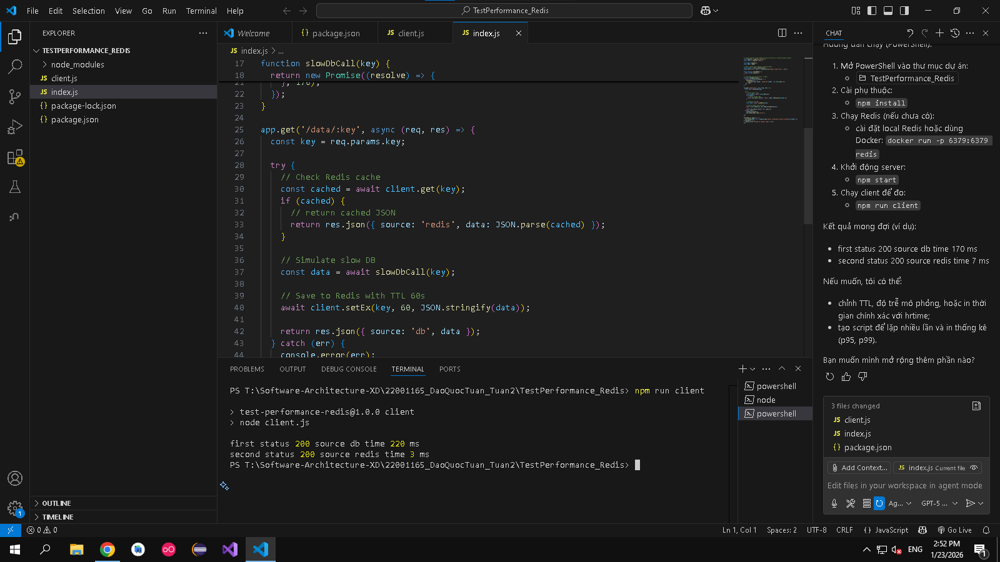 File Edit Selection View Go Run Terminal Help
TestPerformance_Redis
EXPLORER
TESTPERFORMANCE_REDIS
node_modules
JS client.js
JS index.js
{} package-lock.json
{} package.json
OUTLINE
TIMELINE
Welcome
{} package.json
JS client.js
JS index.js
JS index.js > ...
17 function slowDbCall(key) {
18 return new Promise((resolve) => {
21 }, 170);
22 });
23 }
24
25 app.get('/data/:key', async (req, res) => {
26 const key = req.params.key;
27
28 try {
29 // Check Redis cache
30 const cached = await client.get(key);
31 if (cached) {
32 // return cached JSON
33 return res.json({ source: 'redis', data: JSON.parse(cached) });
34 }
35
36 // Simulate slow DB
37 const data = await slowDbCall(key);
38
39 // Save to Redis with TTL 60s
40 await client.setEx(key, 60, JSON.stringify(data));
41
42 return res.json({ source: 'db', data });
43 } catch (err) {
44 console.error(err);
PROBLEMS OUTPUT DEBUG CONSOLE TERMINAL PORTS
PS T:\Software-Architecture-XD\22001165_DaoQuocTuan_Tuan2\TestPerformance_Redis> npm run client
> test-performance-redis@1.0.0 client
> node client.js
first status 200 source db time 220 ms
second status 200 source redis time 3 ms
PS T:\Software-Architecture-XD\22001165_DaoQuocTuan_Tuan2\TestPerformance_Redis>
powershell
node
powershell
CHAT
Hướng dẫn chạy (PowerShell):
1. Mở PowerShell vào thư mục dự án:
TestPerformance_Redis
2. Cài phụ thuộc:
npm install
3. Chạy Redis (nếu chưa có):
cài đặt local Redis hoặc dùng
Docker: docker run -p 6379:6379
redis
4. Khởi động server:
npm start
5. Chạy client để đo:
npm run client
Kết quả mong đợi (ví dụ):
first status 200 source db time 170 ms
second status 200 source redis time 7 ms
Nếu muốn, tôi có thể:
chỉnh TTL, độ trễ mô phỏng, hoặc in thời
gian chính xác với hrtime;
tạo script để lặp nhiều lần và in thống kê
(p95, p99).
Bạn muốn mình mở rộng thêm phần nào?
3 files changed
JS client.js
JS index.js
{} package.json
Add Context...
JS index.js Current file
Edit files in your workspace in agent mode
Ag... GPT-5 ...
0 0
Ln 1, Col 1 Spaces: 2 UTF-8 CRLF {} JavaScript Go Live
1
ENG
2:52 PM
1/23/2026
1